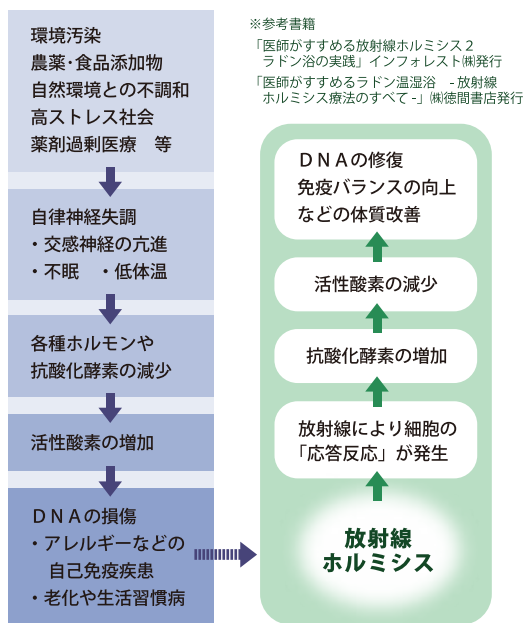 環境汚染
農薬・食品添加物
自然環境との不調和
高ストレス社会
薬剤過剰医療　等
自律神経失調
・交感神経の亢進
・不眠　・低体温
各種ホルモンや
抗酸化酵素の減少
活性酸素の増加
ＤＮＡの損傷
・アレルギーなどの
自己免疫疾患
・老化や生活習慣病
※参考書籍
「医師がすすめる放射線ホルミシス２
ラドン浴の実践」インフォレスト㈱発行
「医師がすすめるラドン温湿浴　-放射線
ホルミシス療法のすべて-」㈱徳間書店発行
ＤＮＡの修復
免疫バランスの向上
などの体質改善
活性酸素の減少
抗酸化酵素の増加
放射線により細胞の
「応答反応」が発生
放射線
ホルミシス